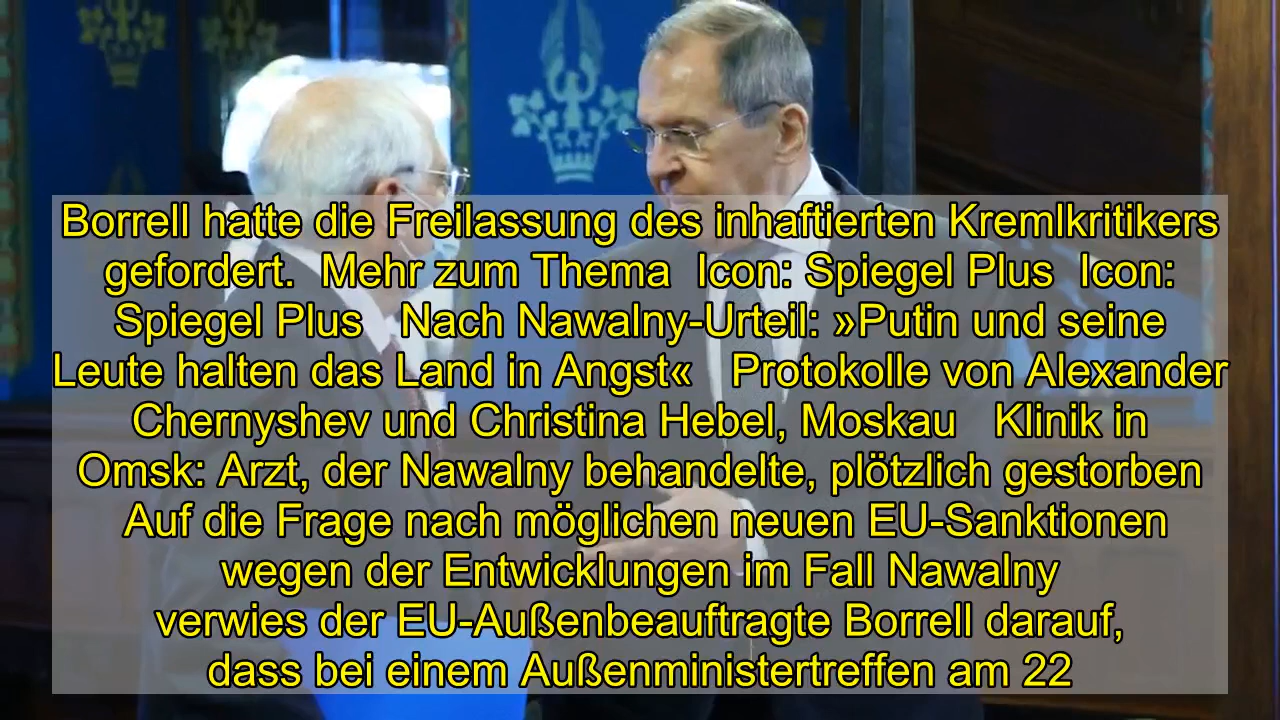 Borrell hatte die Freilassung des inhaftierten Kremlkritikers
gefordert.  Mehr zum Thema  Icon: Spiegel Plus  Icon:
Spiegel Plus   Nach Nawalny-Urteil: »Putin und seine
Leute halten das Land in Angst«   Protokolle von Alexander
Chernyshev und Christina Hebel, Moskau   Klinik in
Omsk: Arzt, der Nawalny behandelte, plötzlich gestorben
Auf die Frage nach möglichen neuen EU-Sanktionen
wegen der Entwicklungen im Fall Nawalny
verwies der EU-Außenbeauftragte Borrell darauf,
dass bei einem Außenministertreffen am 22